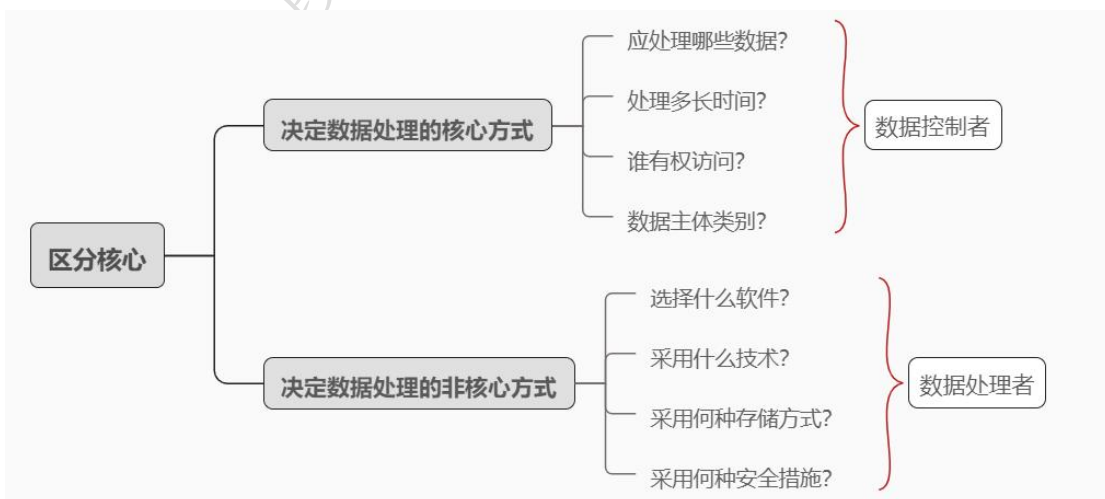 应处理哪些数据?
处理多长时间?
决定数据处理的核心方式
数据控制者
谁有权访问?
数据主体类别?
区分核心
选择什么软件?
采用什么技术?
决定数据处理的非核心方式
数据处理者
采用何种存储方式?
采用何种安全措施?